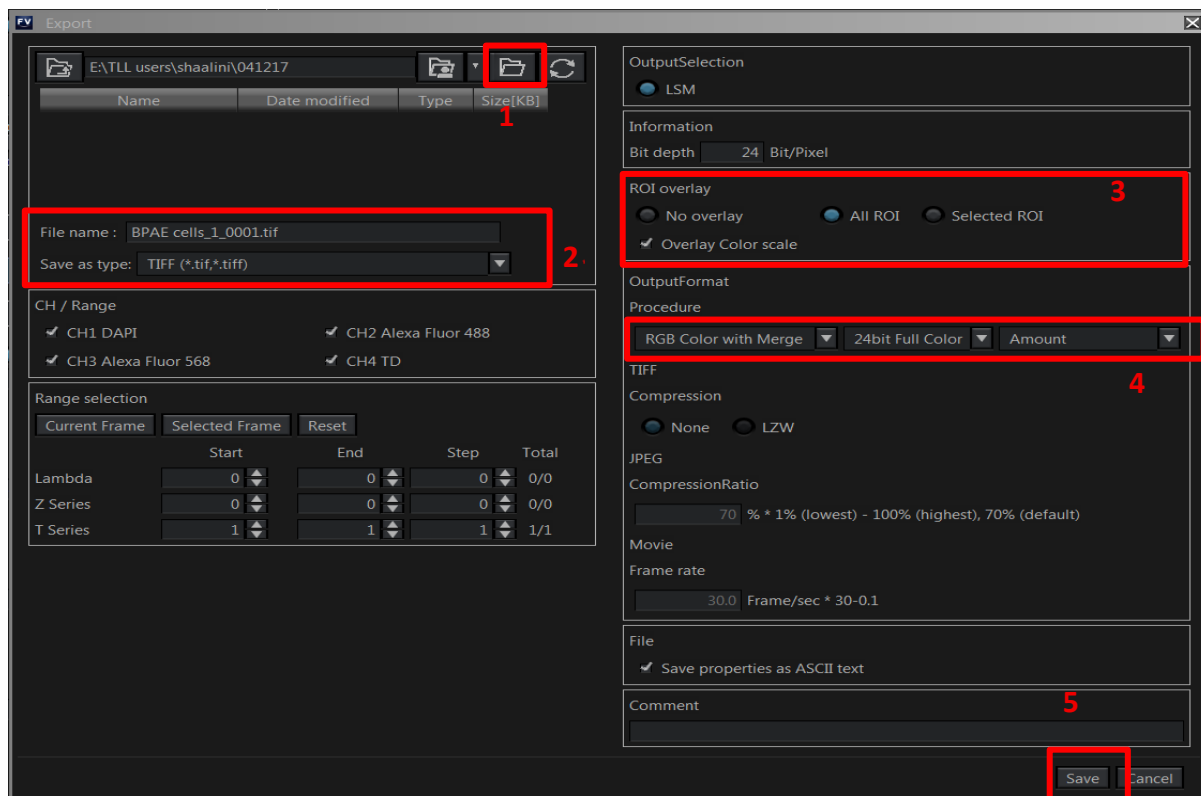 FV Export
E:\TLL users\shaalini\041217
Name Date modified Type Size[KB]
1
File name : BPAE cells_1_0001.tif
Save as type: TIFF (*.tif,*.tiff)
2.
CH / Range
CH1 DAPI CH2 Alexa Fluor 488
CH3 Alexa Fluor 568 CH4 TD
Range selection
Current Frame Selected Frame Reset
Start End Step Total
Lambda 0 0 0 0/0
Z Series 0 0 0 0/0
T Series 1 1 1 1/1
OutputSelection
LSM
Information
Bit depth 24 Bit/Pixel
ROI overlay 3
No overlay All ROI Selected ROI
Overlay Color scale
OutputFormat
Procedure
RGB Color with Merge 24bit Full Color Amount
TIFF
4
Compression
None LZW
JPEG
CompressionRatio
70 % * 1% (lowest) - 100% (highest), 70% (default)
Movie
Frame rate
30.0 Frame/sec * 30-0.1
File
Save properties as ASCII text
Comment
5
Save Cancel